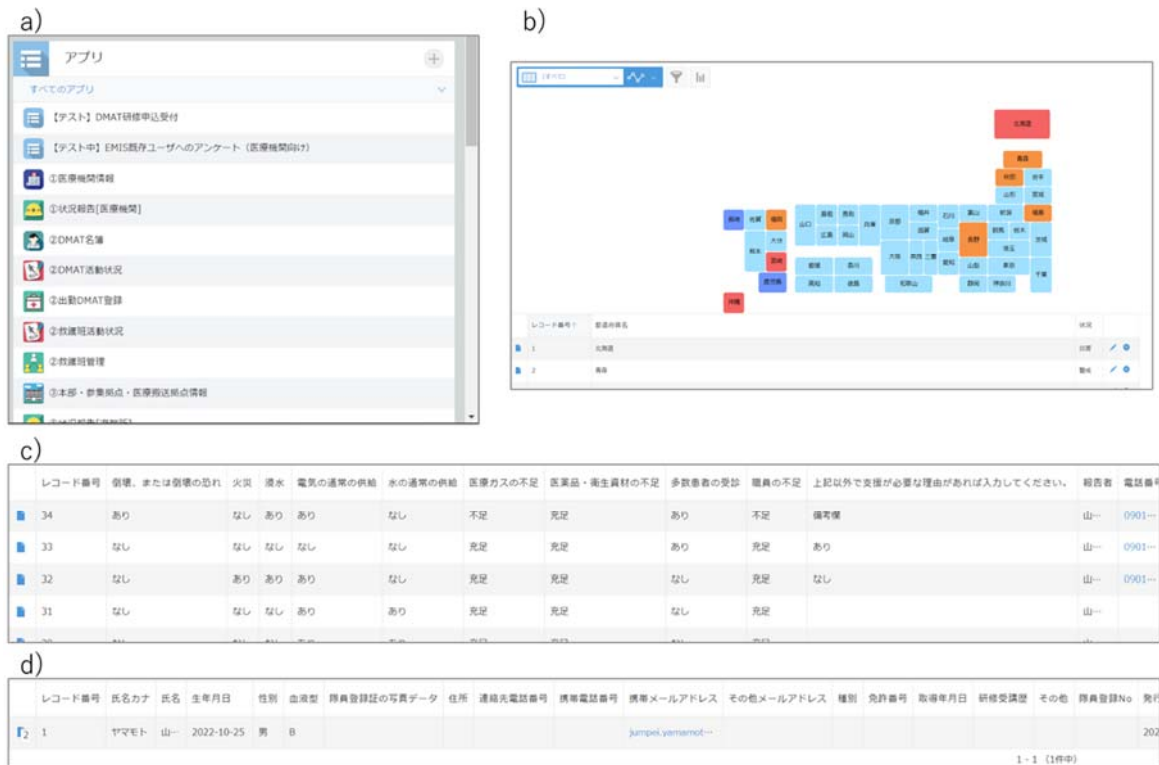 a)
アプリ
すべてのアプリ
【テスト】DMAT研修申込受付
【テスト中】EMIS既存ユーザへのアンケート（医療機関向け）
①医療機関情報
①状況報告[医療機関]
②DMAT名簿
②DMAT活動状況
②出動DMAT登録
②救護班活動状況
②救護班管理
③本部・参集拠点・医療搬送拠点情報
b)
(すべて)
北海道
青森
秋田 岩手
山形 宮城
長崎 佐賀 福岡 山口 島根 鳥取 兵庫 京都 福井 石川 富山 新潟 福島
熊本 大分 広島 岡山 滋賀 岐阜 長野 群馬 栃木 茨城
宮崎 愛媛 香川 大阪 奈良 三重 愛知 山梨 埼玉 東京 千葉
鹿児島 高知 徳島 和歌山 静岡 神奈川
沖縄
レコード番号 都道府県名 状況
1 北海道 災害
2 青森 警戒
c)
レコード番号 倒壊、または倒壊の恐れ 火災 浸水 電気の通常の供給 水の通常の供給 医療ガスの不足 医薬品・衛生資材の不足 多数患者の受診 職員の不足 上記以外で支援が必要な理由があれば入力してください。 報告者 電話番号
34 あり なし あり あり なし 不足 充足 あり 不足 備考欄 山… 0901…
33 なし なし なし なし なし 充足 充足 あり 充足 あり 山… 0901…
32 なし あり あり あり なし 充足 充足 なし 充足 なし 山… 0901…
31 なし なし なし あり あり 充足 充足 なし 充足 山…
d)
レコード番号 氏名カナ 氏名 生年月日 性別 血液型 隊員登録証の写真データ 住所 連絡先電話番号 携帯電話番号 携帯メールアドレス その他メールアドレス 種別 免許番号 取得年月日 研修受講歴 その他 隊員登録No 発行
2 1 ヤマモト 山… 2022-10-25 男 B jumpei.yamamot… 202
1 - 1 （1件中）